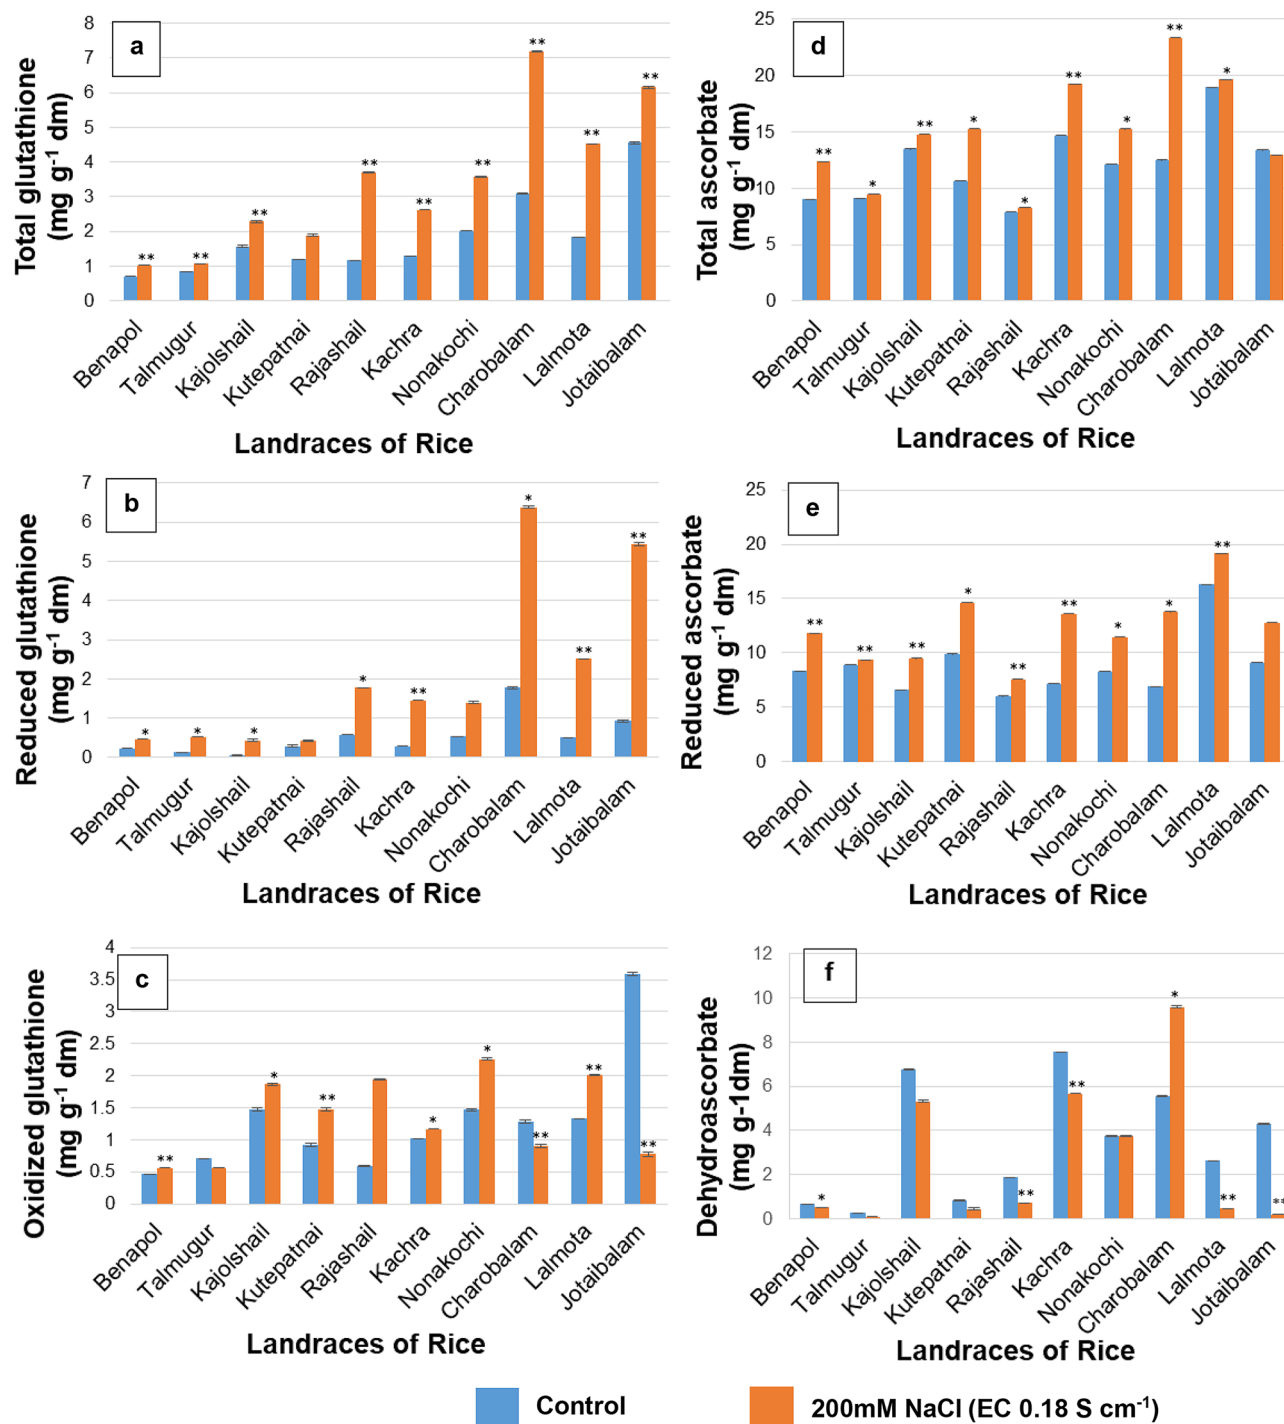 a
Total glutathione
(mg g-1 dm)
8
7
6
5
4
3
2
1
0
** ** ** ** ** ** ** ** **
Benapol
Talmugur
Kajolshail
Kutepatnai
Rajashail
Kachra
Nonakochi
Charobalam
Lalmota
Jotaibalam
Landraces of Rice
b
Reduced glutathione
(mg g-1 dm)
7
6
5
4
3
2
1
0
* * * * ** * ** **
Benapol
Talmugur
Kajolshail
Kutepatnai
Rajashail
Kachra
Nonakochi
Charobalam
Lalmota
Jotaibalam
Landraces of Rice
c
Oxidized glutathione
(mg g-1 dm)
4
3.5
3
2.5
2
1.5
1
0.5
0
** * ** * * ** ** **
Benapol
Talmugur
Kajolshail
Kutepatnai
Rajashail
Kachra
Nonakochi
Charobalam
Lalmota
Jotaibalam
Landraces of Rice
d
Total ascorbate
(mg g-1 dm)
25
20
15
10
5
0
** * ** * * ** * ** *
Benapol
Talmugur
Kajolshail
Kutepatnai
Rajashail
Kachra
Nonakochi
Charobalam
Lalmota
Jotaibalam
Landraces of Rice
e
Reduced ascorbate
(mg g-1 dm)
25
20
15
10
5
0
** ** ** * ** ** * * **
Benapol
Talmugur
Kajolshail
Kutepatnai
Rajashail
Kachra
Nonakochi
Charobalam
Lalmota
Jotaibalam
Landraces of Rice
f
Dehydroascorbate
(mg g-1dm)
12
10
8
6
4
2
0
* ** ** * ** **
Benapol
Talmugur
Kajolshail
Kutepatnai
Rajashail
Kachra
Nonakochi
Charobalam
Lalmota
Jotaibalam
Landraces of Rice
Control
200mM NaCl (EC 0.18 S cm-1)